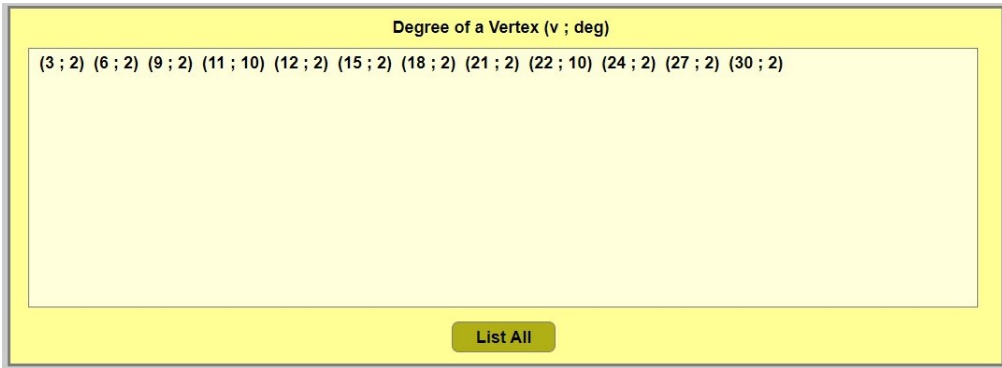 Degree of a Vertex (v ; deg)
(3 ; 2) (6 ; 2) (9 ; 2) (11 ; 10) (12 ; 2) (15 ; 2) (18 ; 2) (21 ; 2) (22 ; 10) (24 ; 2) (27 ; 2) (30 ; 2)
List All